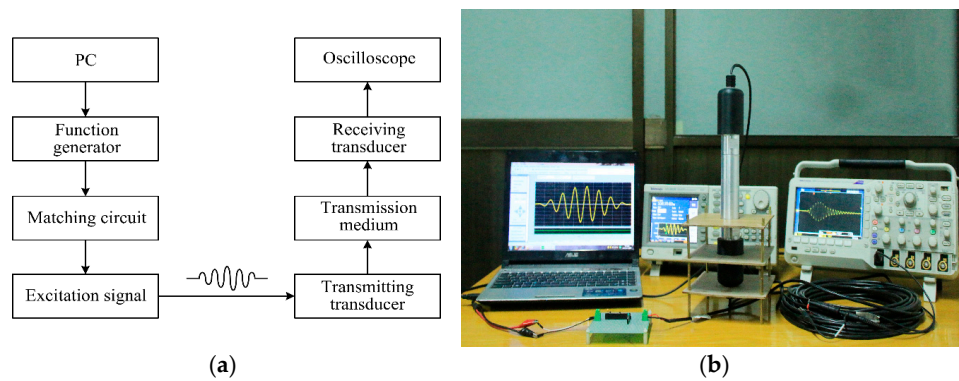 PC
Function
generator
Matching circuit
Excitation signal
Oscilloscope
Receiving
transducer
Transmission
medium
Transmitting
transducer
ASUS
(a)
(b)